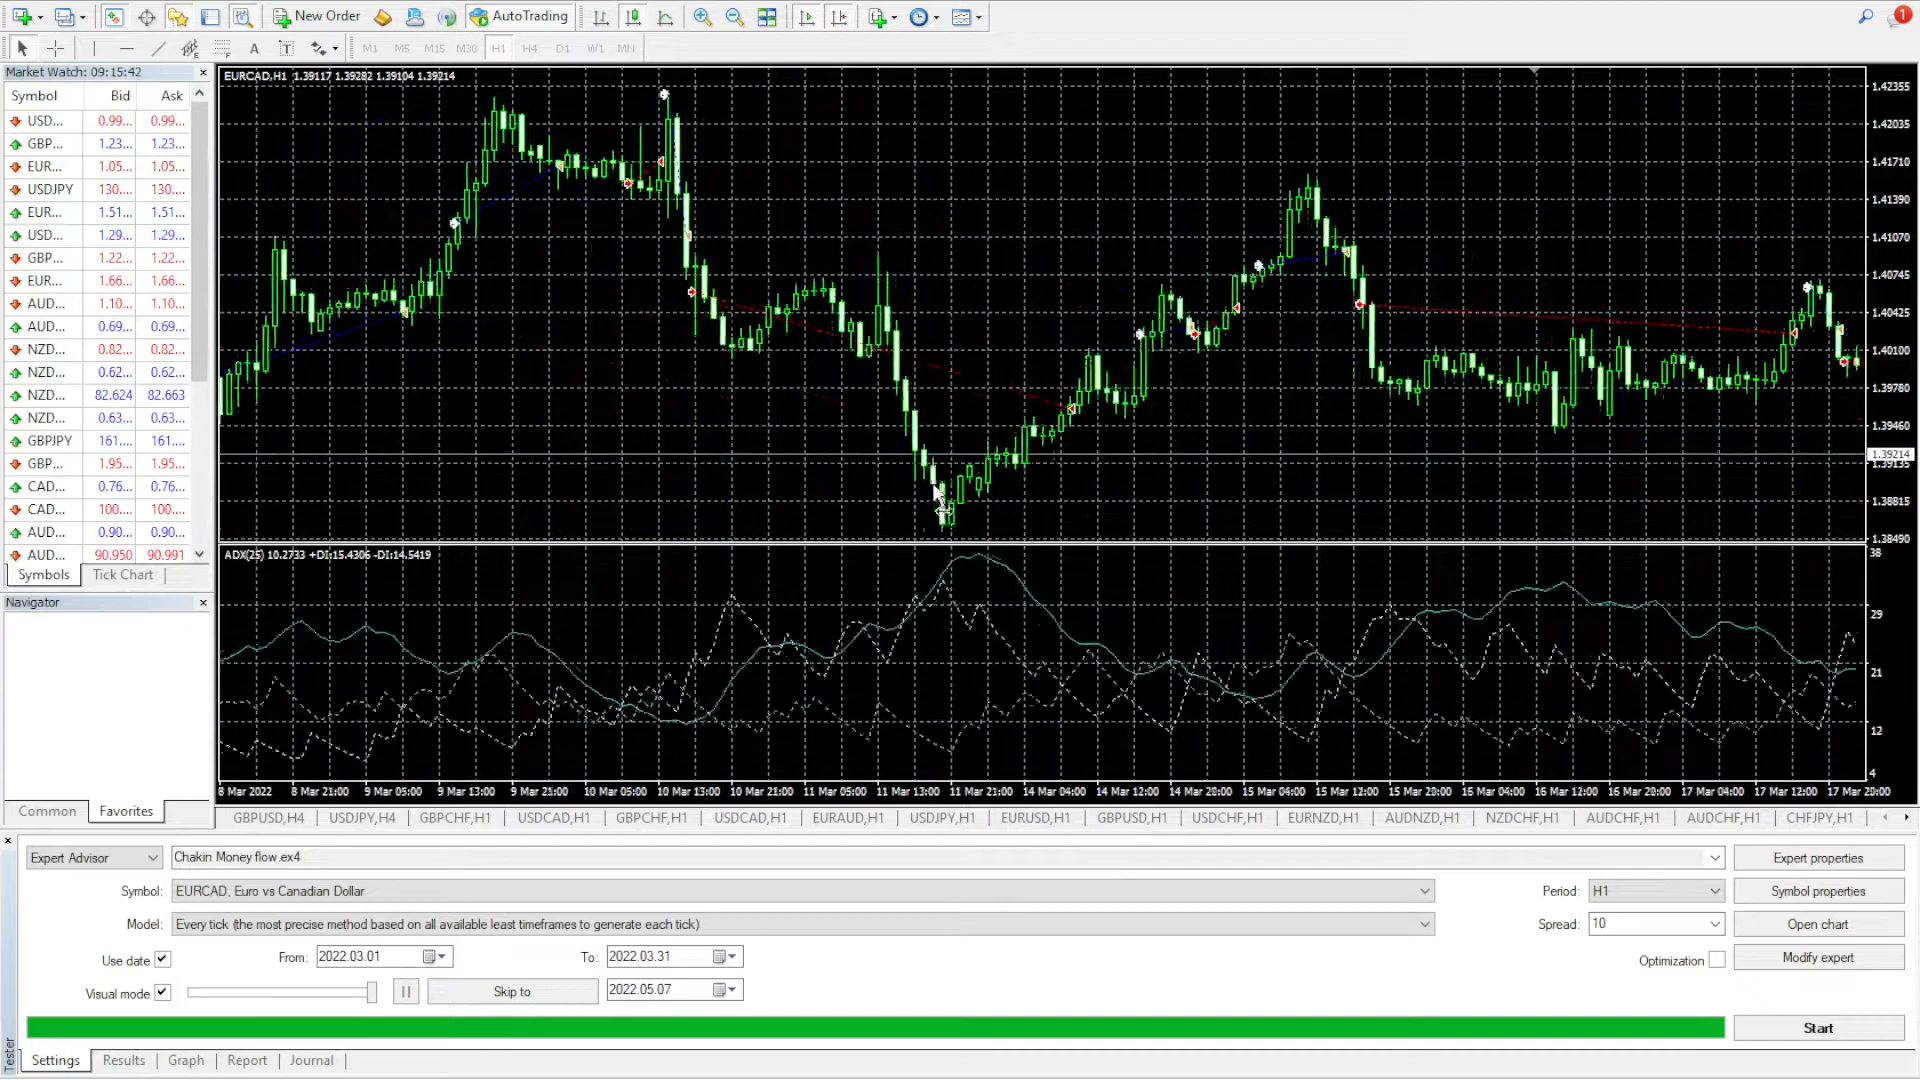 New Order
AutoTrading
1
A
T
M1 M5 M15 M30 H1 H4 D1 W1 MN
Market Watch: 09:15:42
Symbol Bid Ask
USD... 0.99... 0.99...
GBP... 1.23... 1.23...
EUR... 1.05... 1.05...
USDJPY 130.... 130....
EUR... 1.51... 1.51...
USD... 1.29... 1.29...
GBP... 1.22... 1.22...
EUR... 1.66... 1.66...
AUD... 1.10... 1.10...
AUD... 0.69... 0.69...
NZD... 0.82... 0.82...
NZD... 0.62... 0.62...
NZD... 82.624 82.663
NZD... 0.63... 0.63...
GBPJPY 161.... 161....
GBP... 1.95... 1.95...
CAD... 0.76... 0.76...
CAD... 100.... 100....
AUD... 0.90... 0.90...
AUD... 90.950 90.991
Symbols Tick Chart
Navigator
Common Favorites
EURCAD,H1 1.39117 1.39282 1.39104 1.39214
1.42355
1.42035
1.41710
1.41390
1.41070
1.40745
1.40425
1.40100
1.39780
1.39460
1.39214
1.39135
1.38815
1.38490
ADX(25) 10.2733 +DI:15.4306 -DI:14.5419
38
29
21
12
4
8 Mar 2022 8 Mar 21:00 9 Mar 05:00 9 Mar 13:00 9 Mar 21:00 10 Mar 05:00 10 Mar 13:00 10 Mar 21:00 11 Mar 05:00 11 Mar 13:00 11 Mar 21:00 14 Mar 04:00 14 Mar 12:00 14 Mar 20:00 15 Mar 04:00 15 Mar 12:00 15 Mar 20:00 16 Mar 04:00 16 Mar 12:00 16 Mar 20:00 17 Mar 04:00 17 Mar 12:00 17 Mar 20:00
GBPUSD,H4 USDJPY,H4 GBPCHF,H1 USDCAD,H1 GBPCHF,H1 USDCAD,H1 EURAUD,H1 USDJPY,H1 EURUSD,H1 GBPUSD,H1 USDCHF,H1 EURNZD,H1 AUDNZD,H1 NZDCHF,H1 AUDCHF,H1 AUDCHF,H1 CHFJPY,H1
Expert Advisor Chakin Money flow.ex4 Expert properties
Symbol: EURCAD, Euro vs Canadian Dollar Period: H1 Symbol properties
Model: Every tick (the most precise method based on all available least timeframes to generate each tick) Spread: 10 Open chart
Use date From: 2022.03.01 To: 2022.03.31 Optimization Modify expert
Visual mode Skip to 2022.05.07
Start
Tester
Settings Results Graph Report Journal